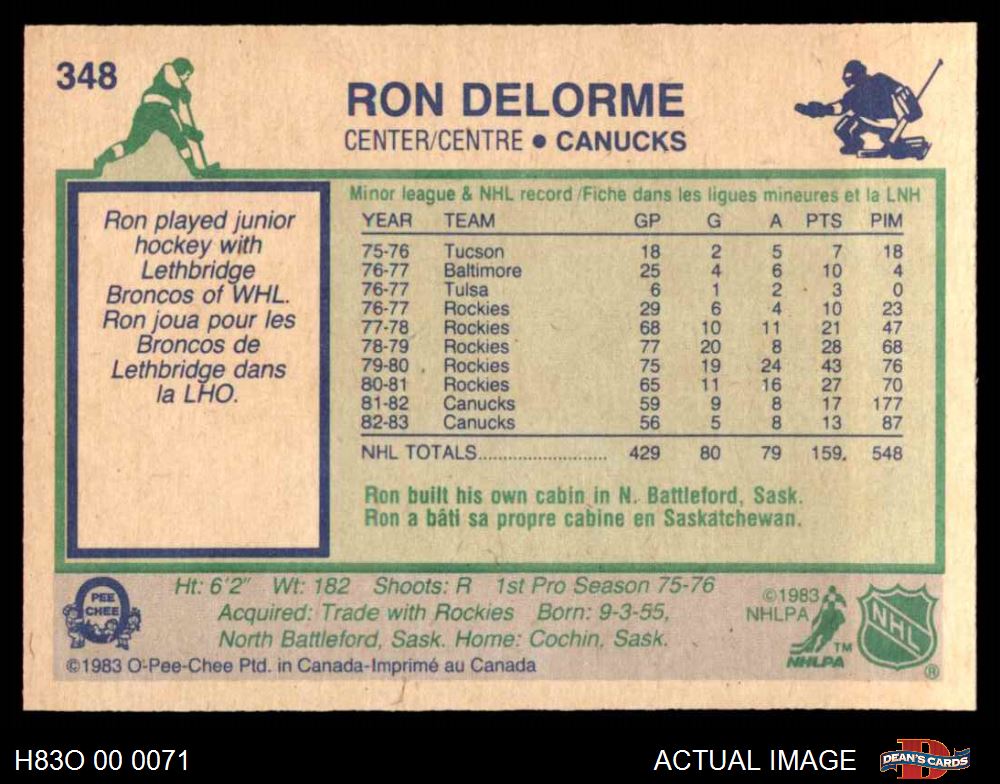 348
RON DELORME
CENTER/CENTRE • CANUCKS
Ron played junior
hockey with
Lethbridge
Broncos of WHL.
Ron joua pour les
Broncos de
Lethbridge dans
la LHO.
Minor league & NHL record/Fiche dans les ligues mineures et la LNH
YEAR TEAM GP G A PTS PIM
75-76 Tucson 18 2 5 7 18
76-77 Baltimore 25 4 6 10 4
76-77 Tulsa 6 1 2 3 0
76-77 Rockies 29 6 4 10 23
77-78 Rockies 68 10 11 21 47
78-79 Rockies 77 20 8 28 68
79-80 Rockies 75 19 24 43 76
80-81 Rockies 65 11 16 27 70
81-82 Canucks 59 9 8 17 177
82-83 Canucks 56 5 8 13 87
NHL TOTALS........................ 429 80 79 159. 548
Ron built his own cabin in N. Battleford, Sask.
Ron a bâti sa propre cabine en Saskatchewan.
O PEE CHEE
Ht: 6'2" Wt: 182 Shoots: R 1st Pro Season 75-76
Acquired: Trade with Rockies Born: 9-3-55,
North Battleford, Sask. Home: Cochin, Sask.
©1983 O-Pee-Chee Ptd. in Canada-Imprimé au Canada
©1983
NHLPA
TM
NHLPA
NHL
®
H83O 00 0071
ACTUAL IMAGE
D
DEAN'S CARDS